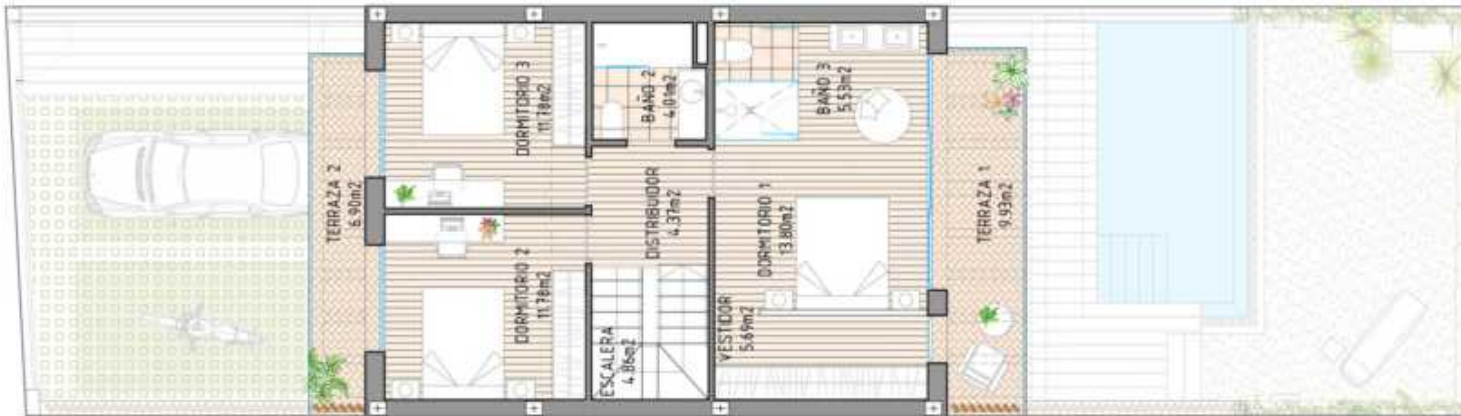 TERRAZA 2
6.90m2
DORMITORIO 3
11.78m2
DORMITORIO 2
11.78m2
BAÑO 2
4.01m2
DISTRIBUIDOR
4.37m2
ESCALERA
4.86m2
BAÑO 3
5.53m2
DORMITORIO 1
13.80m2
VESTIDOR
5.69m2
TERRAZA 1
9.93m2